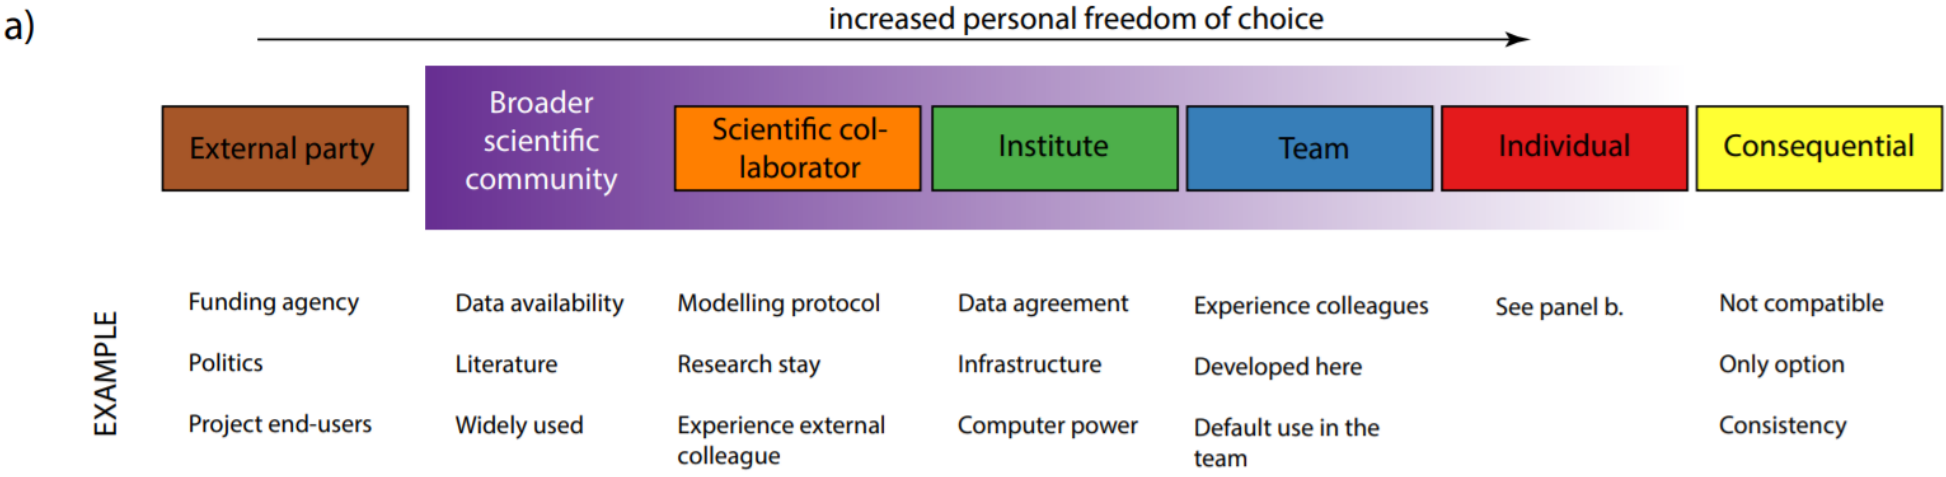 a)
increased personal freedom of choice
External party
Broader
scientific
community
Scientific col-
laborator
Institute
Team
Individual
Consequential
EXAMPLE
Funding agency
Politics
Project end-users
Data availability
Literature
Widely used
Modelling protocol
Research stay
Experience external
colleague
Data agreement
Infrastructure
Computer power
Experience colleagues
Developed here
Default use in the
team
See panel b.
Not compatible
Only option
Consistency